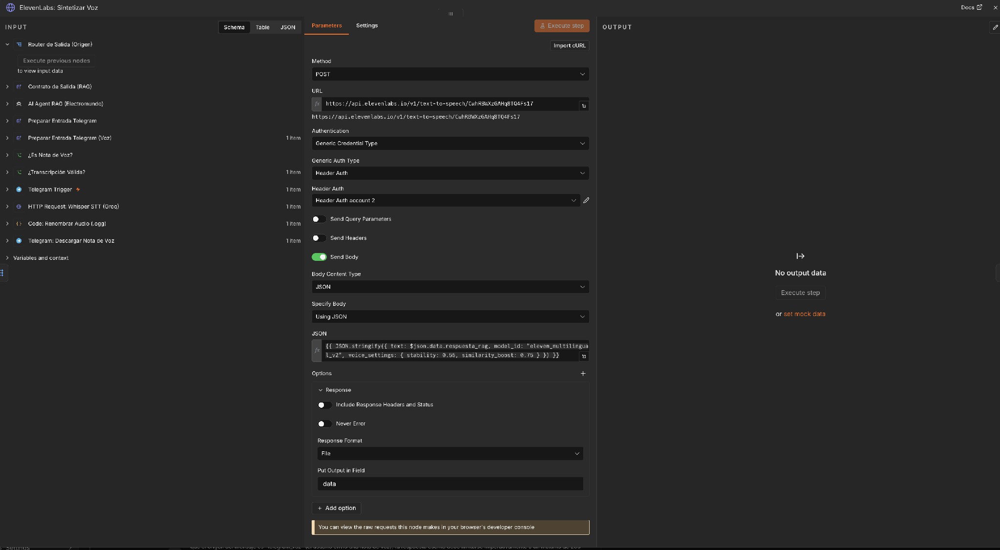 ElevenLabs: Sintetizar Voz
Docs
INPUT
Schema
Table
JSON
Router de Salida (Origen)
Execute previous nodes
to view input data
Contrato de Salida (RAG)
AI Agent RAG (Electromundo)
Preparar Entrada Telegram
Preparar Entrada Telegram (Voz)
1 item
¿Es Nota de Voz?
¿Transcripción Válida?
1 item
Telegram Trigger
1 item
HTTP Request: Whisper STT (Groq)
1 item
Code: Renombrar Audio (.ogg)
1 item
Telegram: Descargar Nota de Voz
1 item
Variables and context
Parameters
Settings
Execute step
Import cURL
Method
POST
URL
fx
https://api.elevenlabs.io/v1/text-to-speech/CwhRBWXzGAHq8TQ4Fs17
https://api.elevenlabs.io/v1/text-to-speech/CwhRBWXzGAHq8TQ4Fs17
Authentication
Generic Credential Type
Generic Auth Type
Header Auth
Header Auth
Header Auth account 2
Send Query Parameters
Send Headers
Send Body
Body Content Type
JSON
Specify Body
Using JSON
JSON
fx
{{ JSON.stringify({ text: $json.data.respuesta_rag, model_id: "eleven_multilingua
l_v2", voice_settings: { stability: 0.55, similarity_boost: 0.75 } }) }}
Options
Response
Include Response Headers and Status
Never Error
Response Format
File
Put Output in Field
data
Add option
You can view the raw requests this node makes in your browser's developer console
OUTPUT
No output data
Execute step
or set mock data
Settings